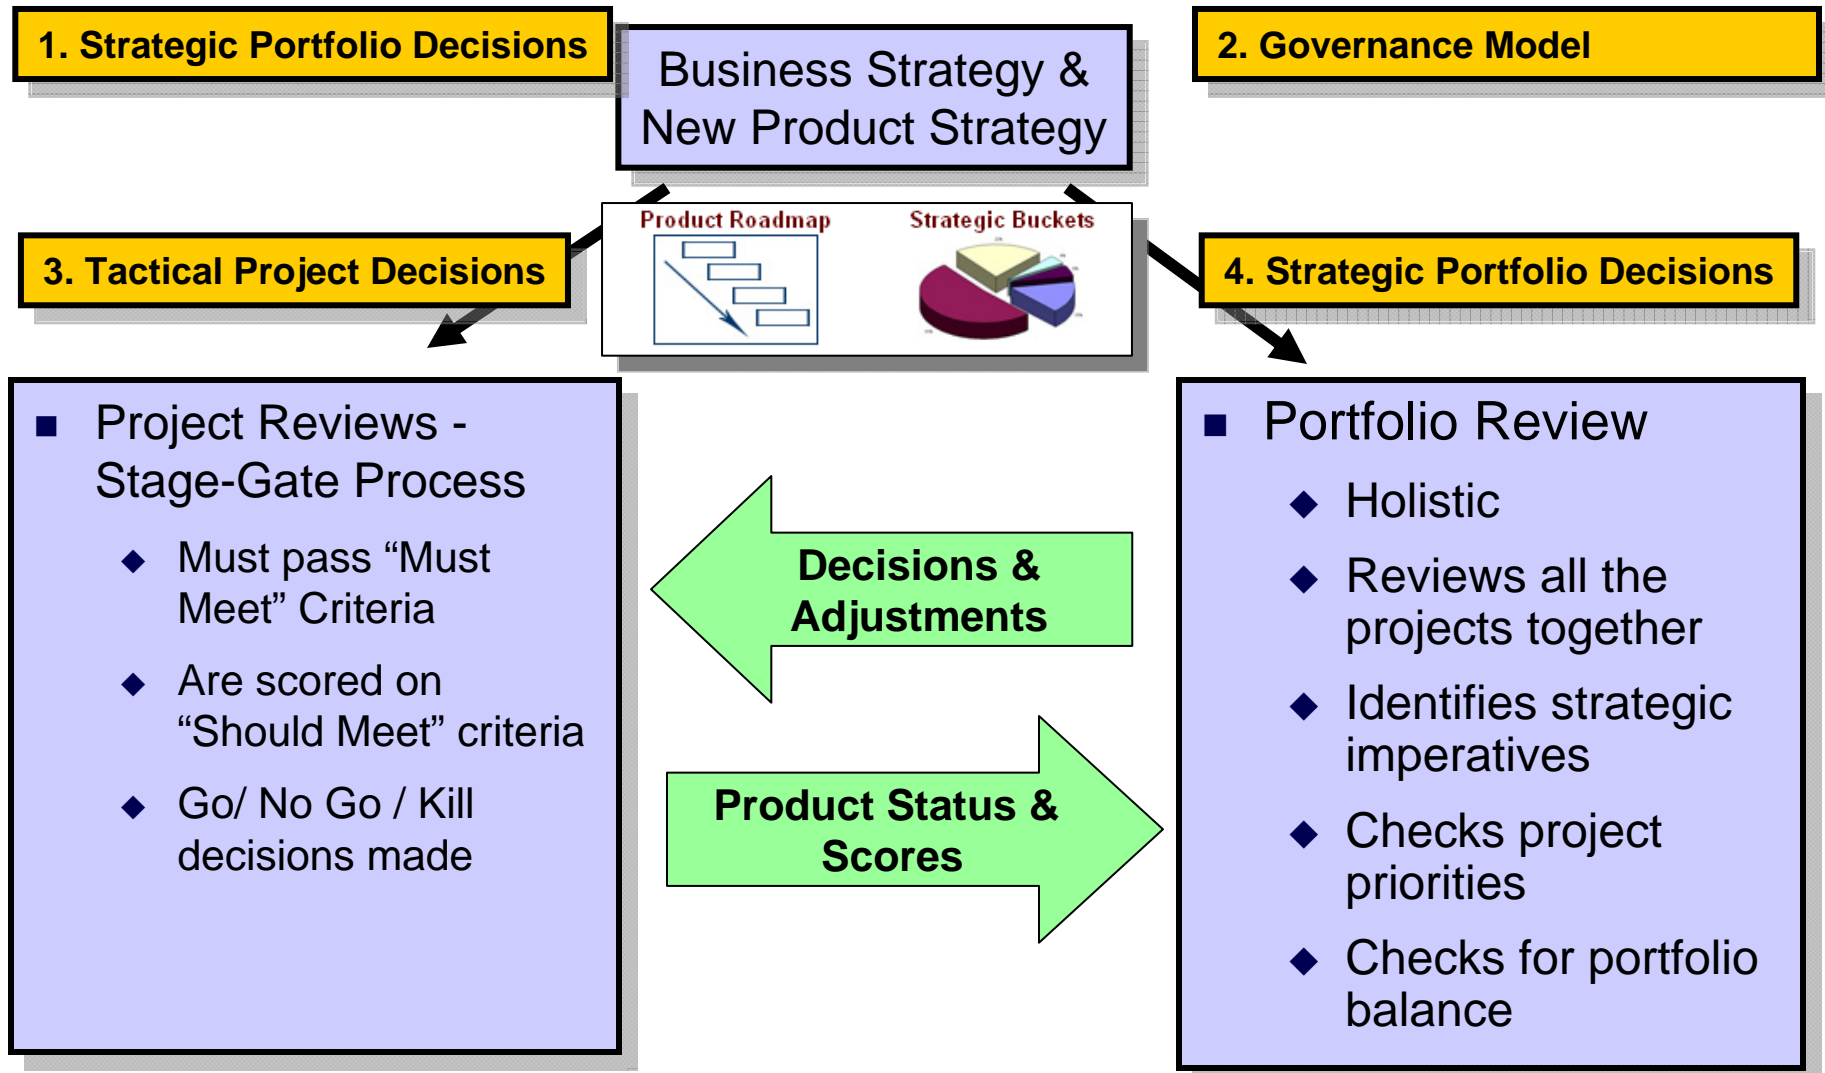 1. Strategic Portfolio Decisions
Business Strategy &
New Product Strategy
2. Governance Model
Product Roadmap
Strategic Buckets
3. Tactical Project Decisions
4. Strategic Portfolio Decisions
Project Reviews -
Stage-Gate Process
Must pass “Must
Meet” Criteria
Are scored on
“Should Meet” criteria
Go/ No Go / Kill
decisions made
Decisions &
Adjustments
Product Status &
Scores
Portfolio Review
Holistic
Reviews all the
projects together
Identifies strategic
imperatives
Checks project
priorities
Checks for portfolio
balance